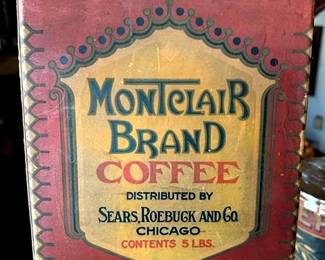 MONTCLAIR
BRAND
COFFEE
DISTRIBUTED BY
SEARS, ROEBUCK AND CO.
CHICAGO
CONTENTS 5 LBS.